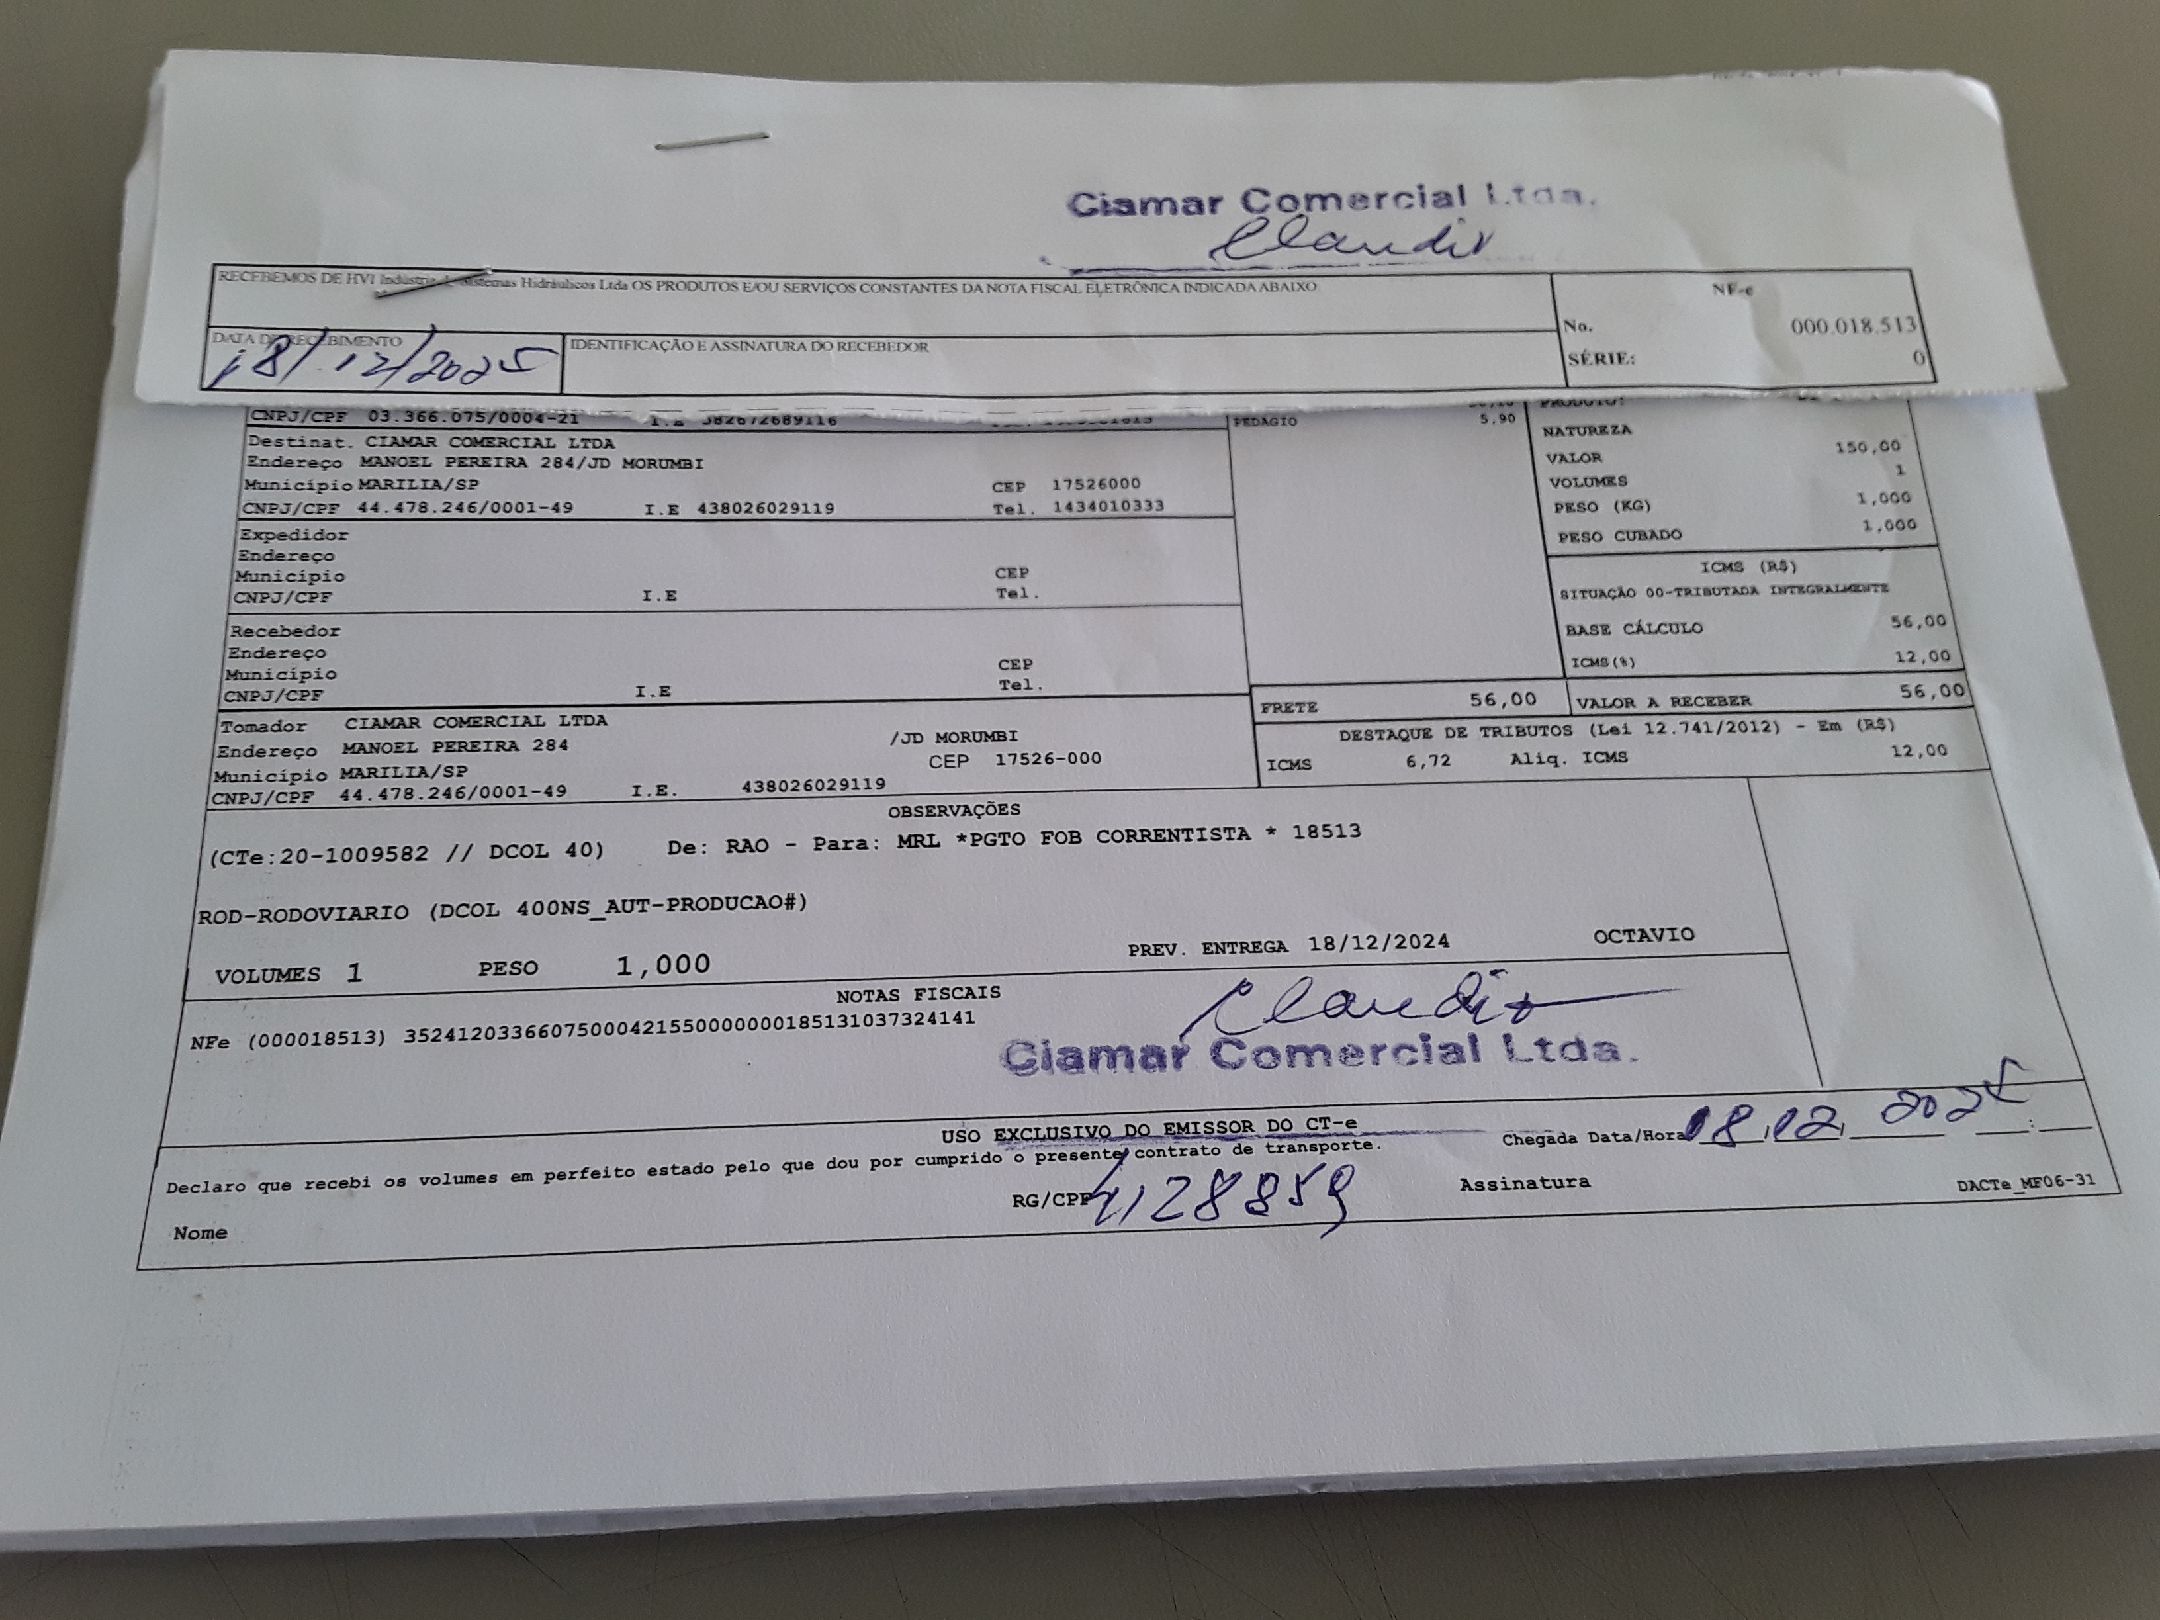 Ciamar Comercial Ltda.
Claudio
RECEBEMOS DE HVI Indústria de Sistemas Hidráulicos Ltda OS PRODUTOS E/OU SERVIÇOS CONSTANTES DA NOTA FISCAL ELETRÔNICA INDICADA ABAIXO
NF-e
No. 000.018.513
SÉRIE: 0
DATA DE RECEBIMENTO
18/12/2025
IDENTIFICAÇÃO E ASSINATURA DO RECEBEDOR
CNPJ/CPF 03.366.075/0004-21 I.E 582672689116
PEDAGIO 5,90
PRODUTO:
NATUREZA
VALOR 150,00
VOLUMES 1
PESO (KG) 1,000
PESO CUBADO 1,000
Destinat. CIAMAR COMERCIAL LTDA
Endereço MANOEL PEREIRA 284/JD MORUMBI
Município MARILIA/SP CEP 17526000
CNPJ/CPF 44.478.246/0001-49 I.E 438026029119 Tel. 1434010333
Expedidor
Endereço
Município CEP
CNPJ/CPF I.E Tel.
ICMS (R$)
SITUAÇÃO 00-TRIBUTADA INTEGRALMENTE
BASE CÁLCULO 56,00
ICMS(%) 12,00
Recebedor
Endereço
Município CEP
CNPJ/CPF I.E Tel.
FRETE 56,00 VALOR A RECEBER 56,00
DESTAQUE DE TRIBUTOS (Lei 12.741/2012) - Em (R$)
ICMS 6,72 Aliq. ICMS 12,00
Tomador CIAMAR COMERCIAL LTDA
Endereço MANOEL PEREIRA 284 /JD MORUMBI
Município MARILIA/SP CEP 17526-000
CNPJ/CPF 44.478.246/0001-49 I.E. 438026029119
OBSERVAÇÕES
(CTe:20-1009582 // DCOL 40) De: RAO - Para: MRL *PGTO FOB CORRENTISTA * 18513
ROD-RODOVIARIO (DCOL 400NS_AUT-PRODUCAO#)
VOLUMES 1 PESO 1,000 PREV. ENTREGA 18/12/2024 OCTAVIO
NOTAS FISCAIS
NFe (000018513) 35241203366075000421550000000185131037324141
Claudio
Ciamar Comercial Ltda.
USO EXCLUSIVO DO EMISSOR DO CT-e
Chegada Data/Hora 18,12, 2025 :
Declaro que recebi os volumes em perfeito estado pelo que dou por cumprido o presente contrato de transporte.
Nome RG/CPF 4128859 Assinatura
DACTe_MF06-31